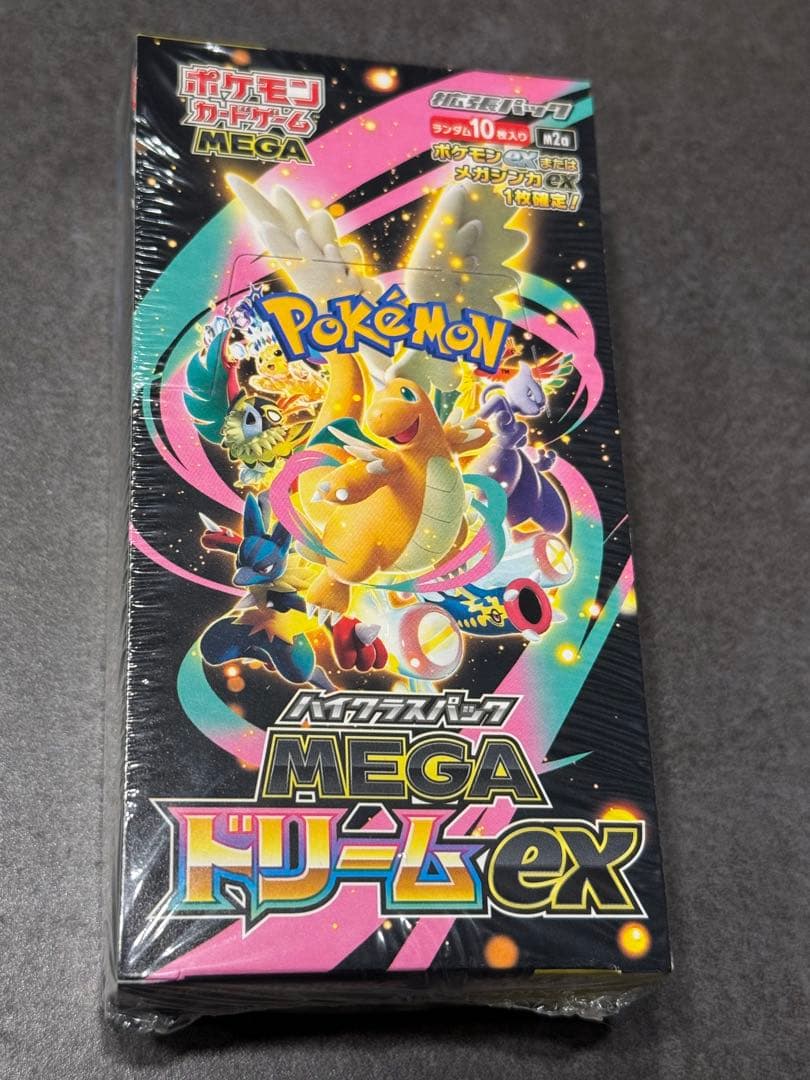 ポケモン
カードゲーム™
MEGA
拡張パック
ランダム10枚入り M2a
ポケモンexまたは
メガシンカex
1枚確定!
POKÉMON™
ハイクラスパック
MEGA
ドリームex